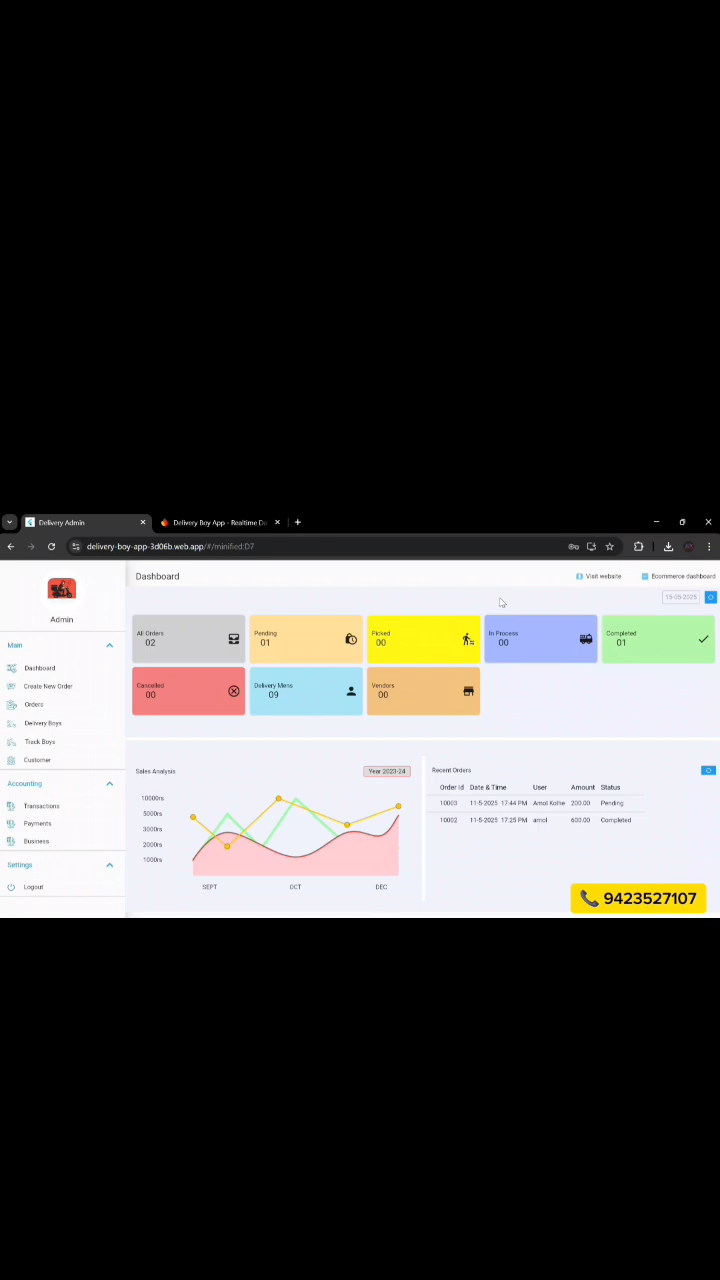 Delivery Admin
Delivery Boy App - Realtime Da
delivery-boy-app-3d06b.web.app/#/minified:D7
Admin
Main
Dashboard
Create New Order
Orders
Delivery Boys
Track Boys
Customer
Accounting
Transactions
Payments
Business
Settings
Logout
Dashboard
Visit website
Ecommerce dashboard
15-05-2025
All Orders
02
Pending
01
Picked
00
In Process
00
Completed
01
Cancelled
00
Delivery Mens
09
Vendors
00
Sales Analysis
Year 2023-24
10000rs
5000rs
3000rs
2000rs
1000rs
SEPT OCT DEC
Recent Orders
Order Id Date & Time User Amount Status
10003 11-5-2025 17:44 PM Amol Kolhe 200.00 Pending
10002 11-5-2025 17:25 PM amol 600.00 Completed
9423527107